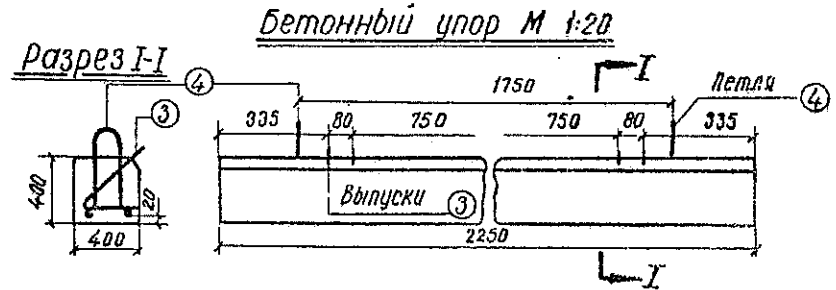 Бетонный упор М 1:20
Разрез I-I
4
3
400
20
400
I
1750
Петля 4
335
80
750
750
80
335
Выпуски 3
2250
I